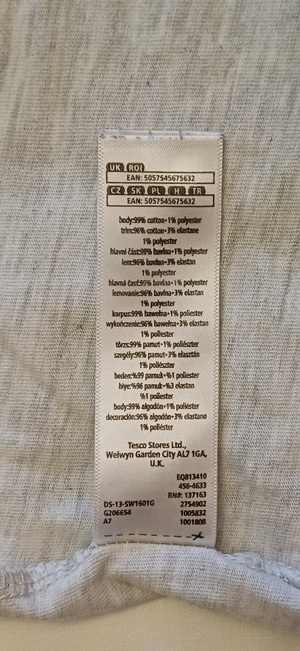 UK ROI
EAN: 5057545675632
CZ SK PL H TR
EAN: 5057545675632
body:99% cotton•1% polyester
trim:96% cotton•3% elastane
1% polyester
hlavní část:99% bavlna•1% polyester
lem:96% bavlna•3% elastan
1% polyester
hlavná časť:99% bavlna•1% polyester
lemovanie:96% bavlna•3% elastan
1% polyester
korpus:99% bawełna•1% poliester
wykończenie:96% bawełna•3% elastan
1% poliester
törzs:99% pamut•1% poliészter
szegély:96% pamut•3% elasztán
1% poliészter
beden:%99 pamuk•%1 polyester
biye:%96 pamuk•%3 elastan
%1 polyester
body:99% algodón•1% poliéster
decoración:96% algodón•3% elastano
1% poliéster
Tesco Stores Ltd.,
Welwyn Garden City AL7 1GA,
U.K.
EQ813410
456-4633
RN#: 137163
DS-13-SW1601G 2754902
G206654 1005832
A7 1001808